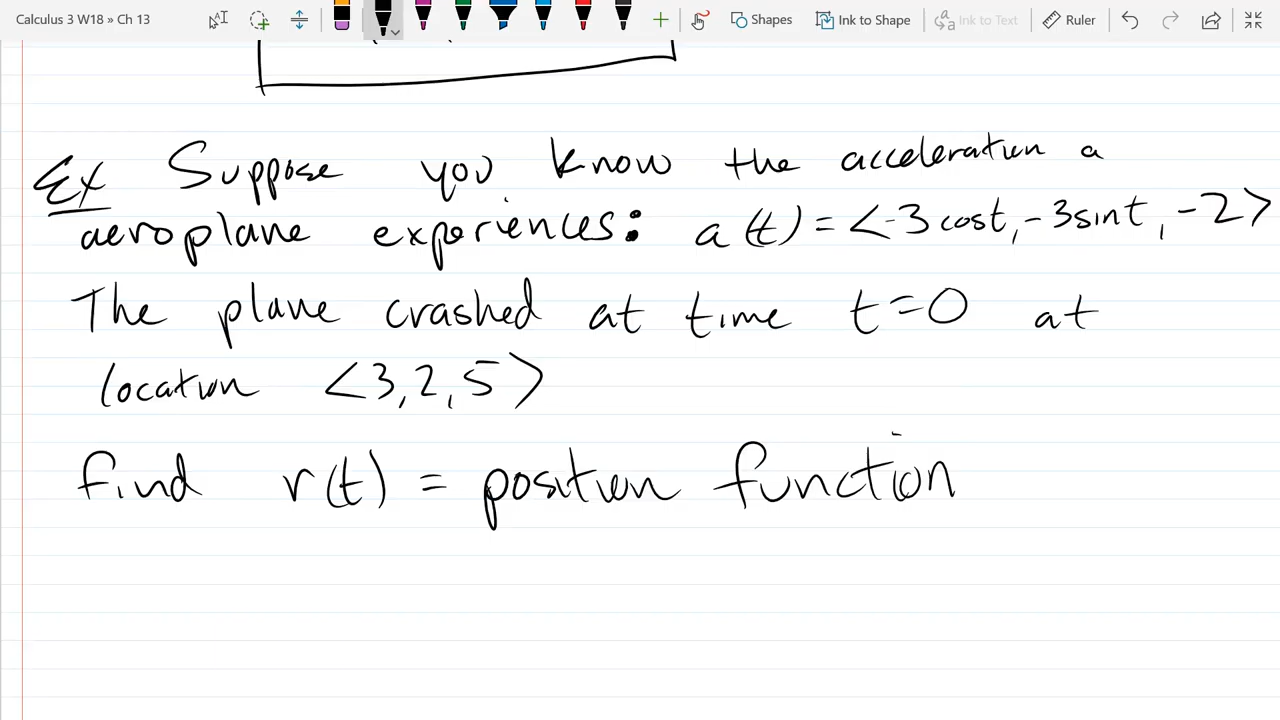 Calculus 3 W18 » Ch 13
Shapes
Ink to Shape
Ink to Text
Ruler
Ex Suppose you know the acceleration a
aeroplane experiences: a(t) = <-3cost, -3sint, -2>
The plane crashed at time t=0 at
location <3,2,5>
find r(t) = position function